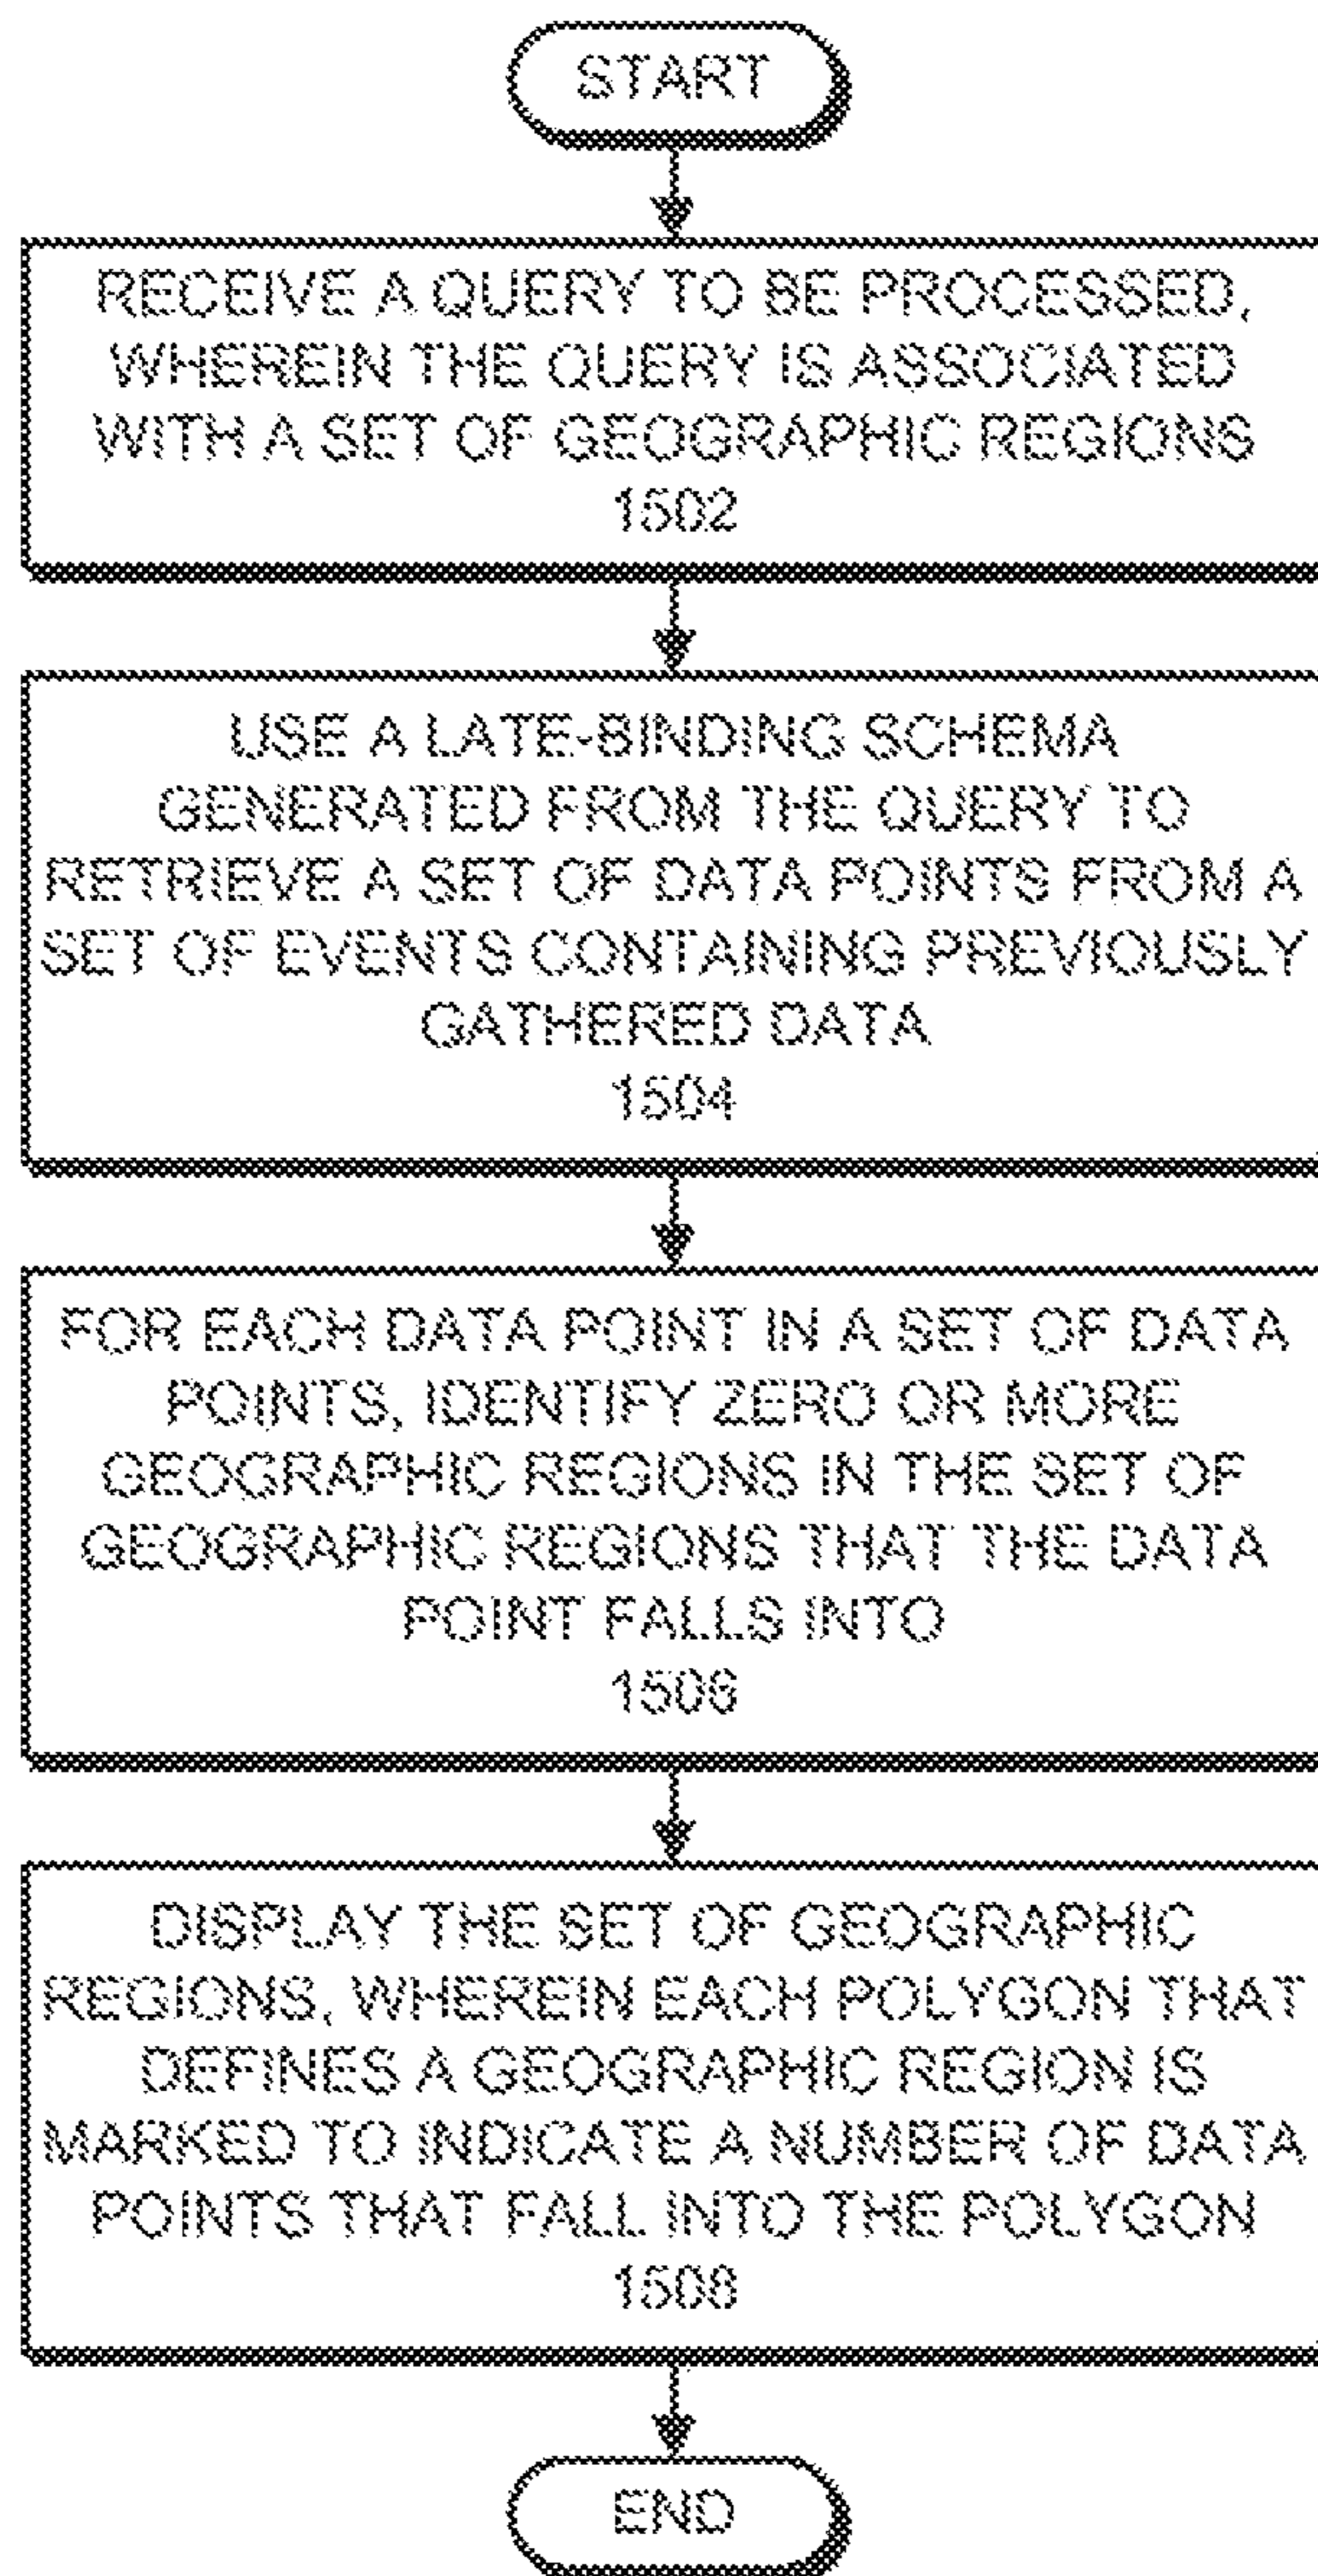 START
RECEIVE A QUERY TO BE PROCESSED,
WHEREIN THE QUERY IS ASSOCIATED
WITH A SET OF GEOGRAPHIC REGIONS
1502
USE A LATE-BINDING SCHEMA
GENERATED FROM THE QUERY TO
RETRIEVE A SET OF DATA POINTS FROM A
SET OF EVENTS CONTAINING PREVIOUSLY
GATHERED DATA
1504
FOR EACH DATA POINT IN A SET OF DATA
POINTS, IDENTIFY ZERO OR MORE
GEOGRAPHIC REGIONS IN THE SET OF
GEOGRAPHIC REGIONS THAT THE DATA
POINT FALLS INTO
1506
DISPLAY THE SET OF GEOGRAPHIC
REGIONS, WHEREIN EACH POLYGON THAT
DEFINES A GEOGRAPHIC REGION IS
MARKED TO INDICATE A NUMBER OF DATA
POINTS THAT FALL INTO THE POLYGON
1508
END